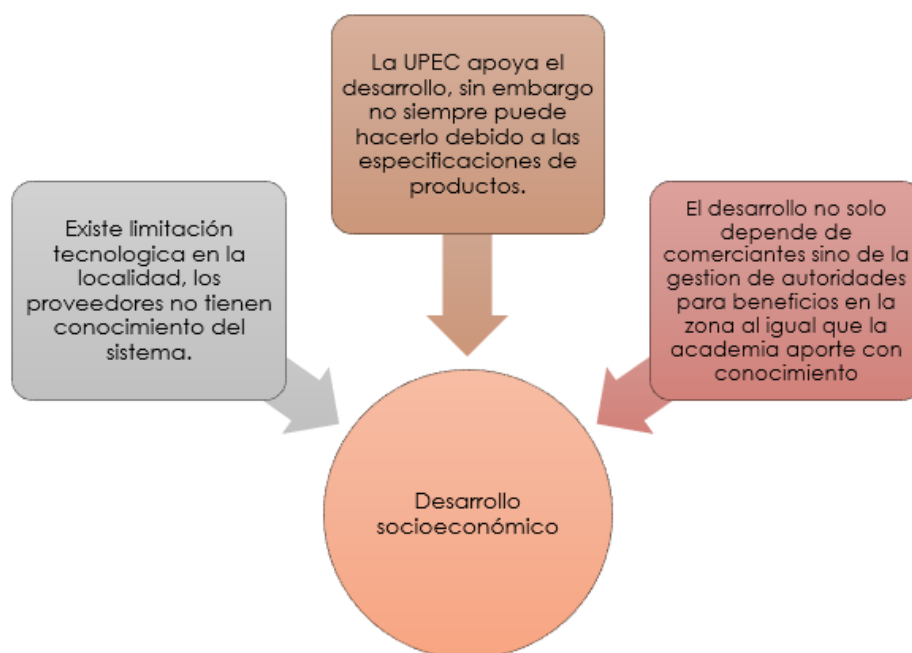 La UPEC apoya el
desarrollo, sin embargo
no siempre puede
hacerlo debido a las
especificaciones de
productos.
Existe limitación
tecnologica en la
localidad, los
proveedores no tienen
conocimiento del
sistema.
El desarrollo no solo
depende de
comerciantes sino de la
gestion de autoridades
para beneficios en la
zona al igual que la
academia aporte con
conocimiento
Desarrollo
socioeconómico